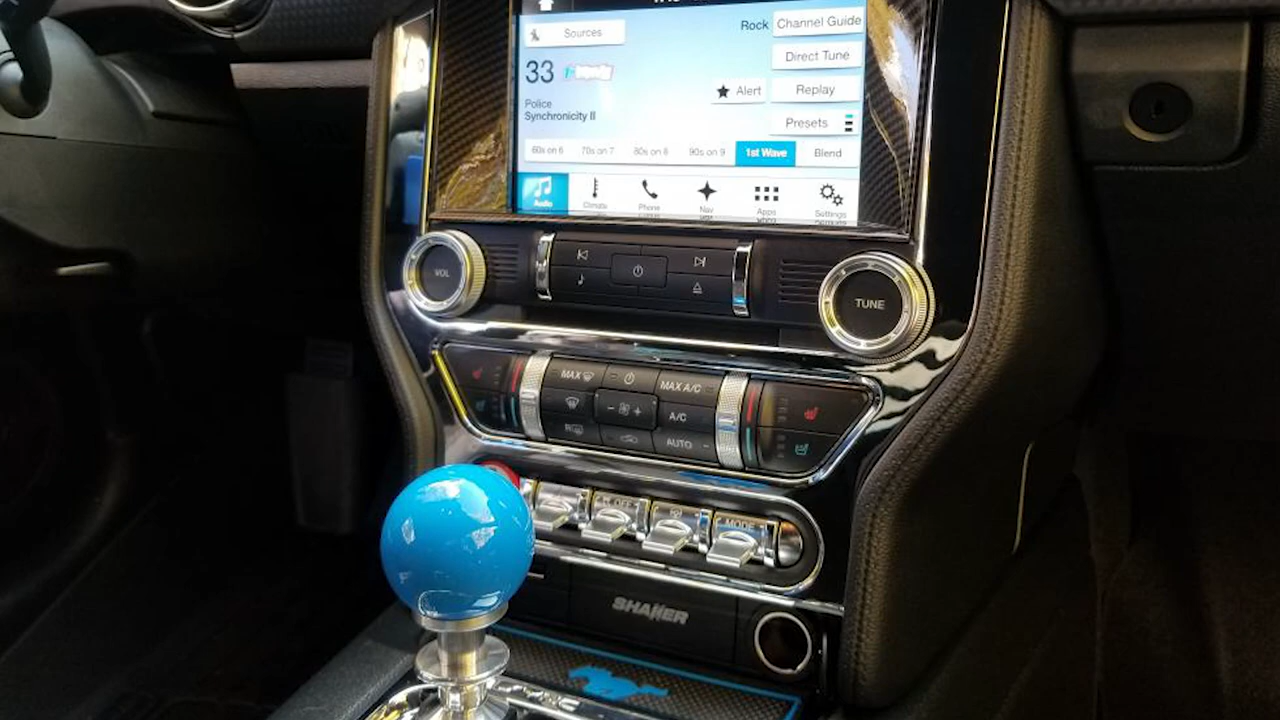 Sources
Rock
Channel Guide
Direct Tune
33
Alert
Replay
Police
Synchronicity II
Presets
60s on 6
70s on 7
80s on 8
90s on 9
1st Wave
Blend
Audio
Climate
Phone
Nav
Apps
Settings
VOL
TUNE
MAX
MAX A/C
A/C
R
AUTO
OFF
MODE
SHAKER